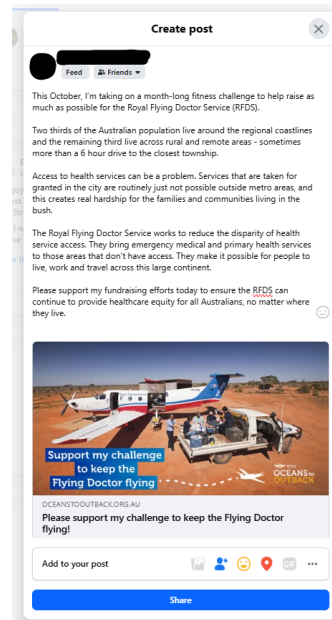 Create post
Feed
Friends
This October, I'm taking on a month-long fitness challenge to help raise as
much as possible for the Royal Flying Doctor Service (RFDS).
Two thirds of the Australian population live around the regional coastlines
and the remaining third live across rural and remote areas - sometimes
more than a 6 hour drive to the closest township.
Access to health services can be a problem. Services that are taken for
granted in the city are routinely just not possible outside metro areas, and
this creates real hardship for the families and communities living in the
bush.
The Royal Flying Doctor Service works to reduce the disparity of health
service access. They bring emergency medical and primary health services
to those areas that don't have access. They make it possible for people to
live, work and travel across this large continent.
Please support my fundraising efforts today to ensure the RFDS can
continue to provide healthcare equity for all Australians, no matter where
they live.
Support my challenge
to keep the
Flying Doctor flying
OCEANS to
OUTBACK
OCEANSTOOUTBACK.ORG.AU
Please support my challenge to keep the Flying Doctor
flying!
Add to your post
GIF
Share